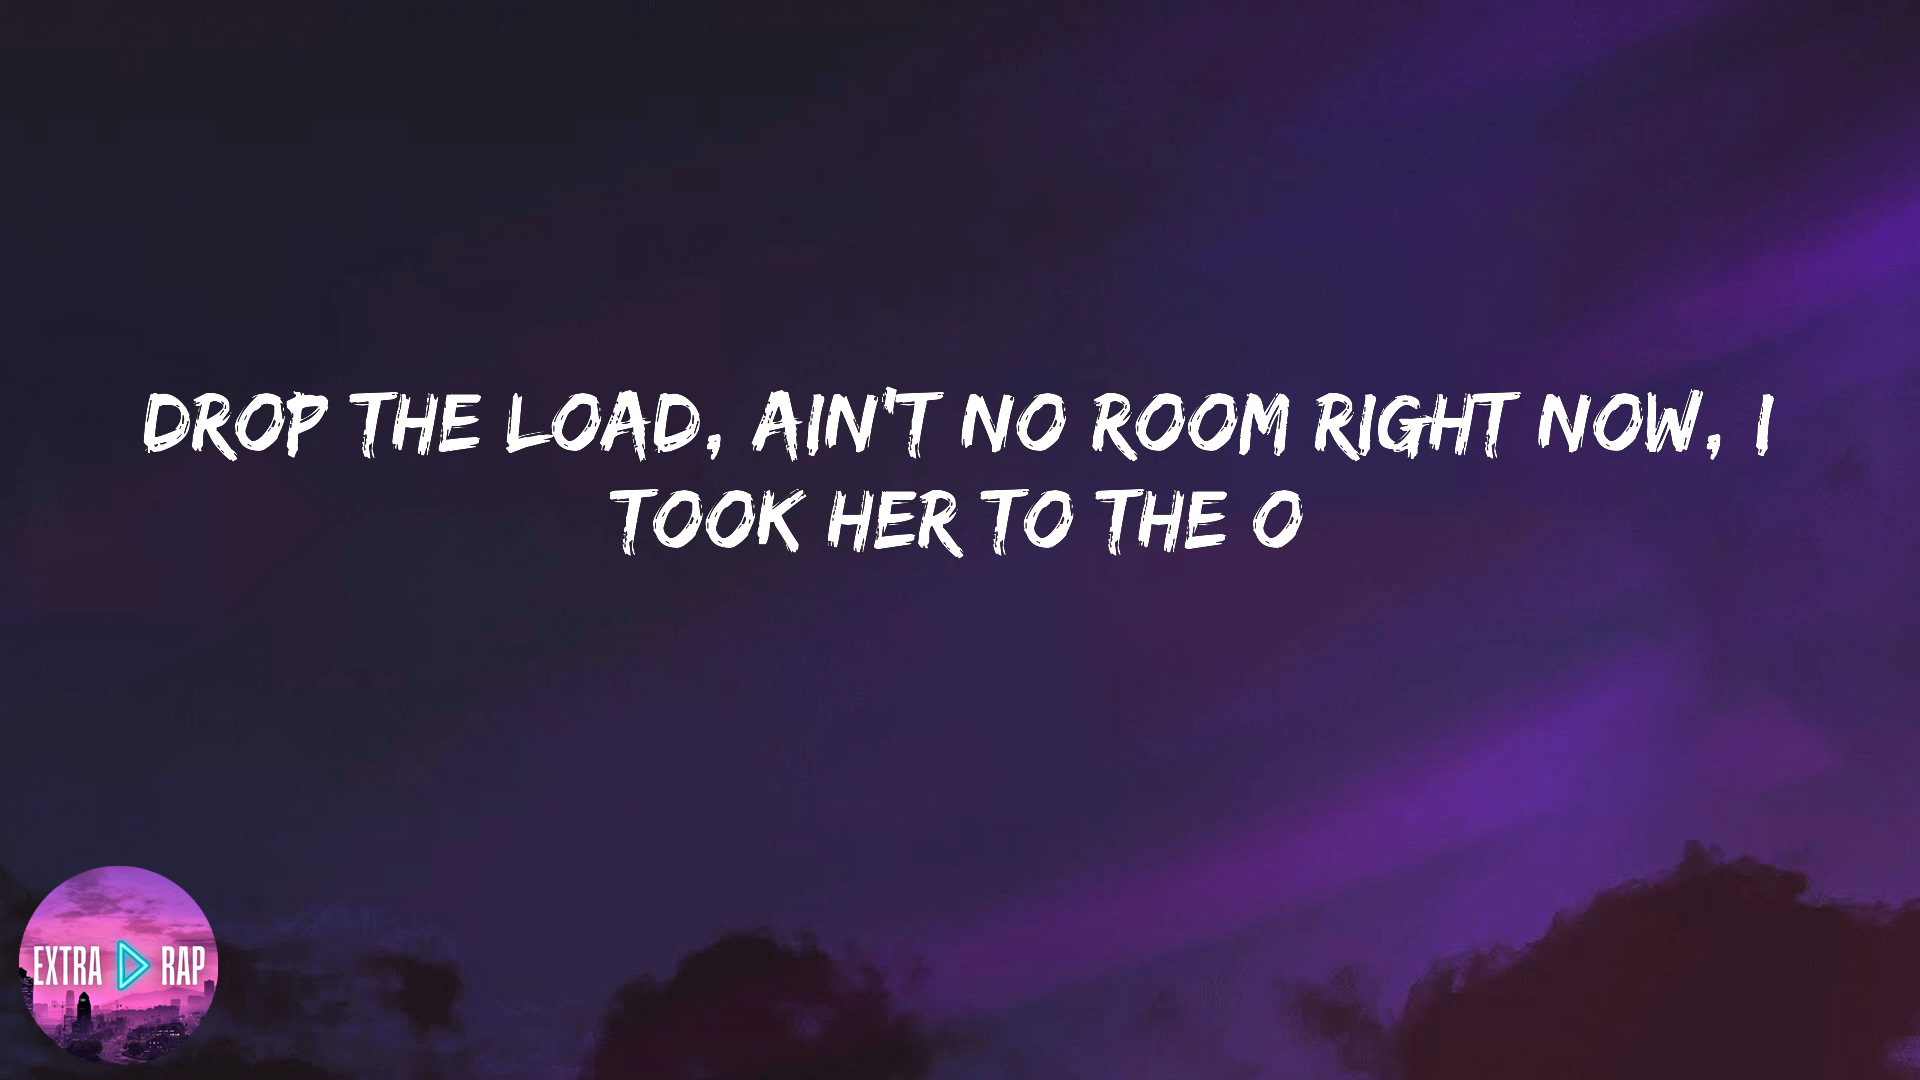 DROP THE LOAD, AIN'T NO ROOM RIGHT NOW, I
TOOK HER TO THE O
EXTRA RAP